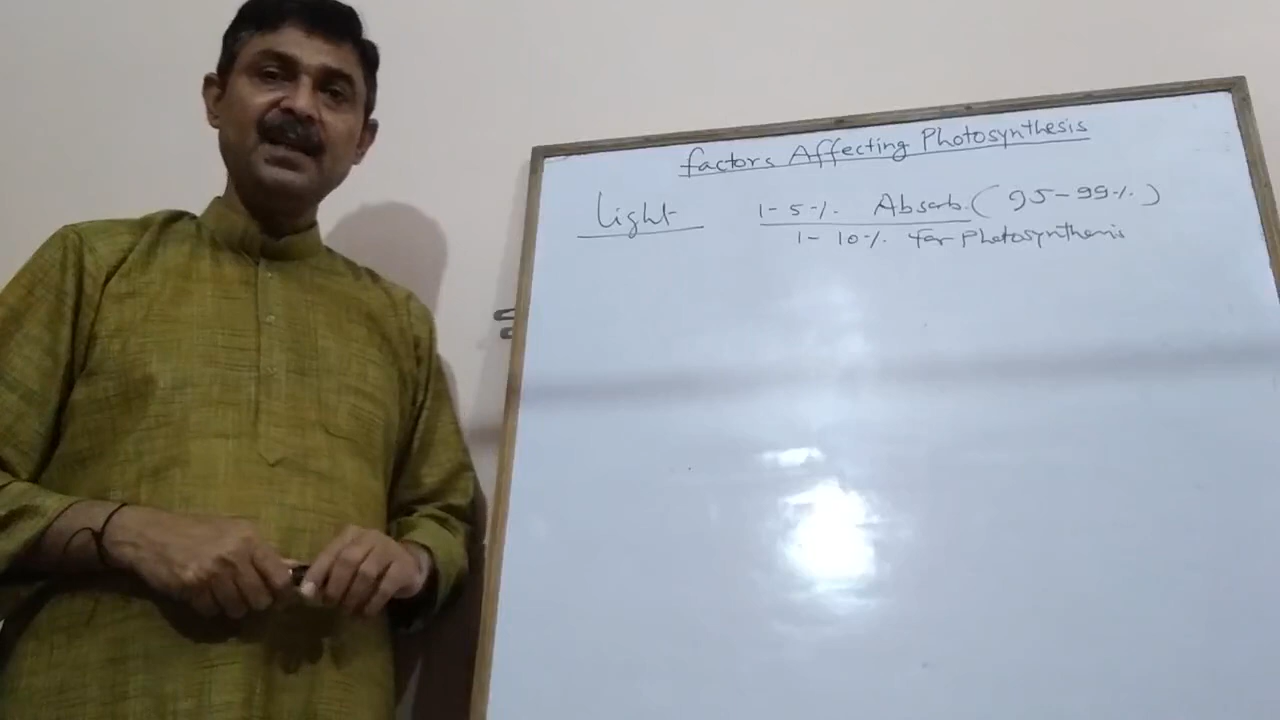 factors Affecting Photosynthesis
light 1-5-%. Absorb. (95-99%)
1-10-%. for photosynthesis